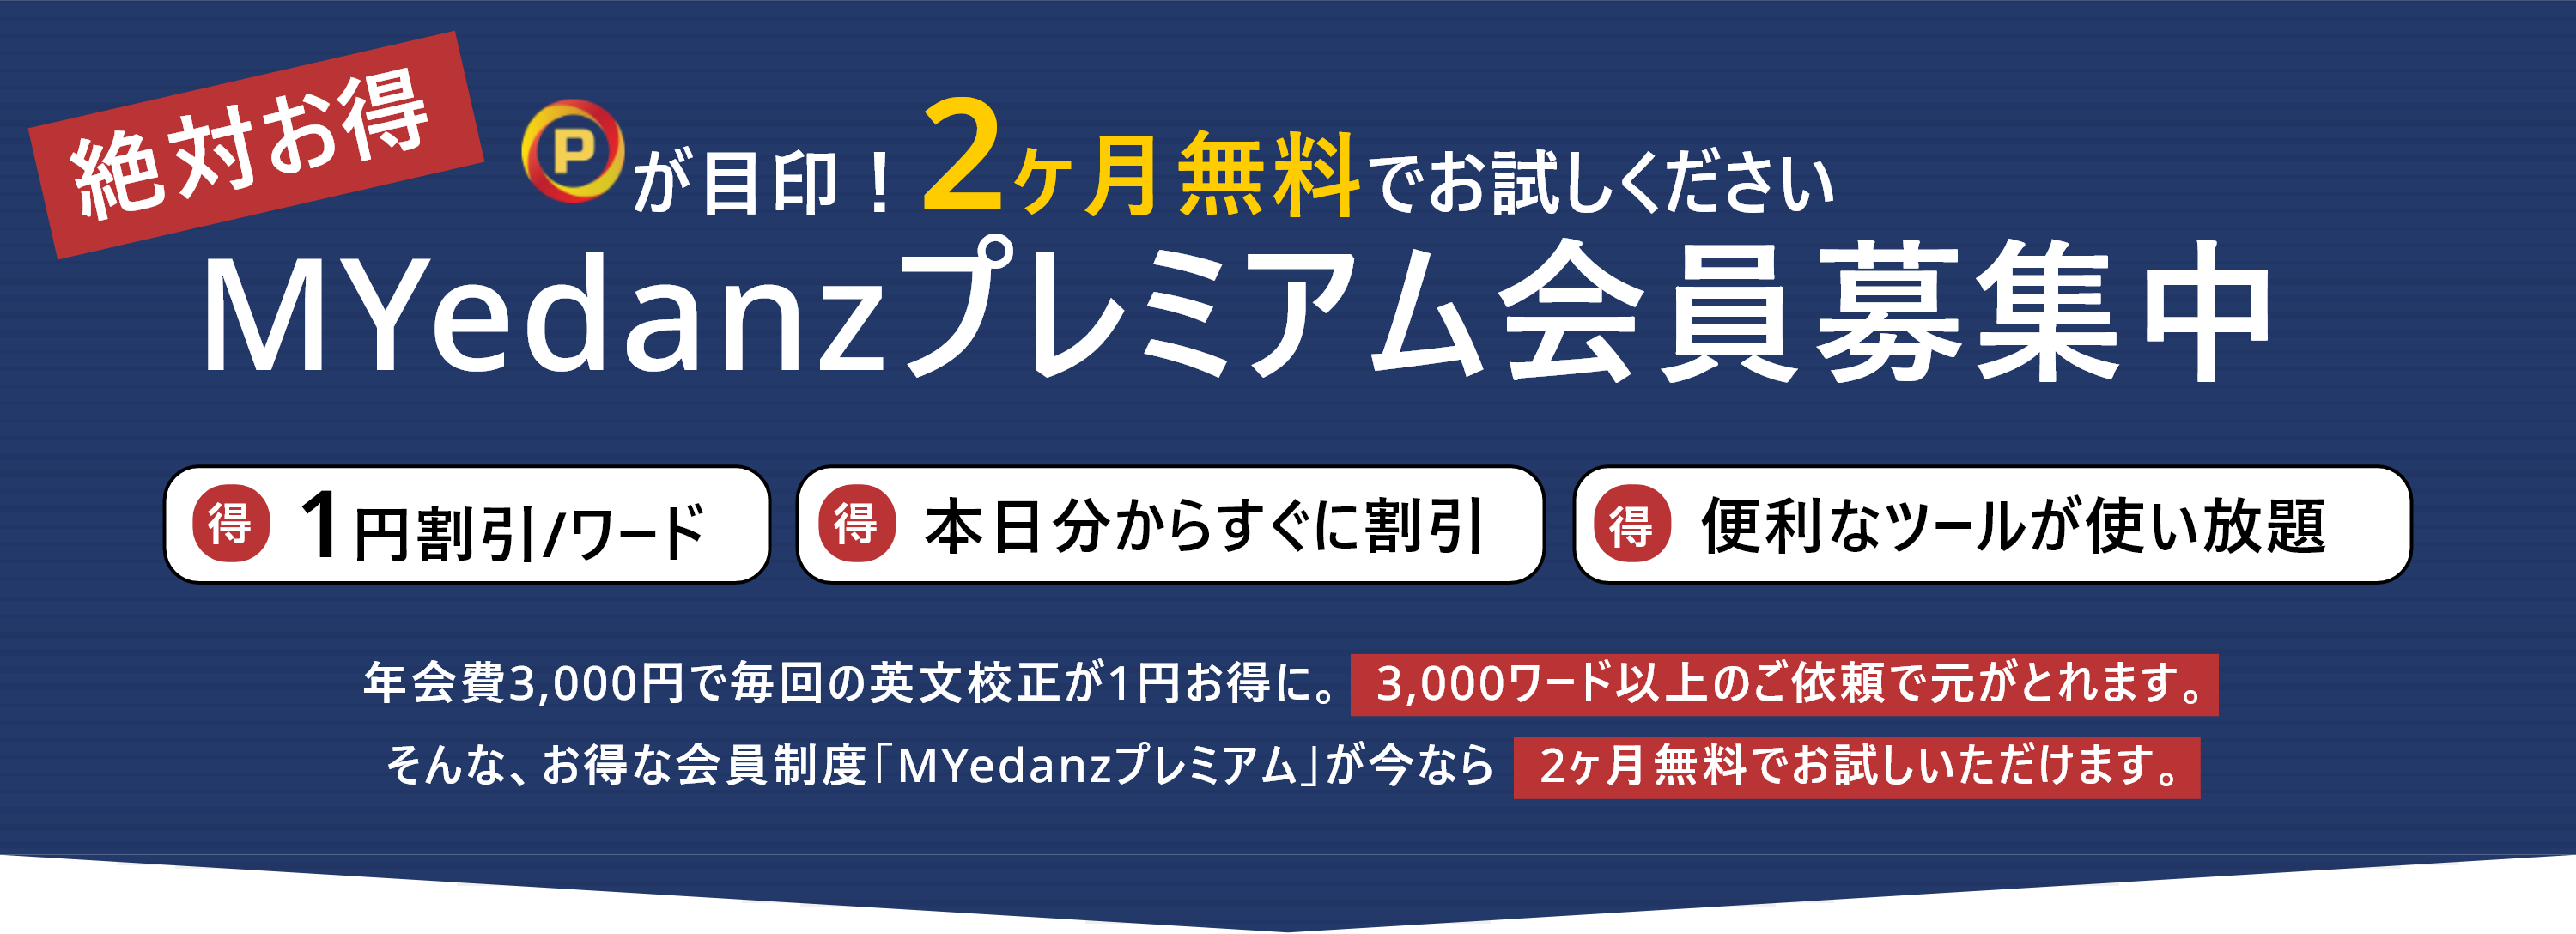 絶対お得
Pが目印！2ヶ月無料でお試しください
MYedanzプレミアム会員募集中
得 1円割引/ワード
得 本日分からすぐに割引
得 便利なツールが使い放題
年会費3,000円で毎回の英文校正が1円お得に。 3,000ワード以上のご依頼で元がとれます。
そんな、お得な会員制度「MYedanzプレミアム」が今なら 2ヶ月無料でお試しいただけます。